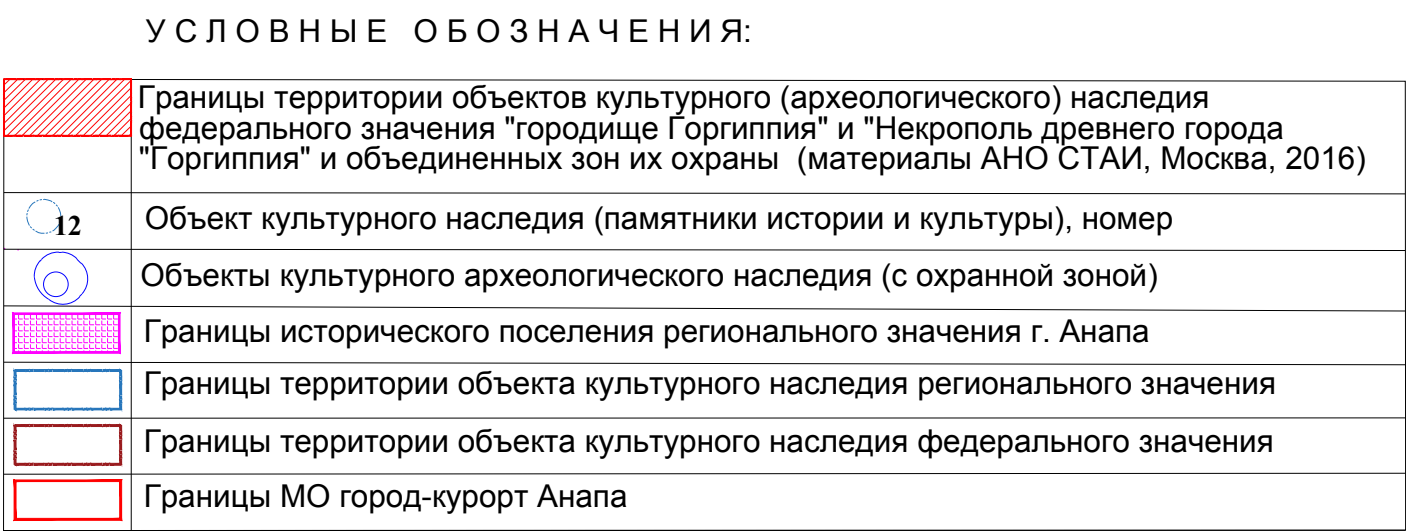 У С Л О В Н Ы Е О Б О З Н А Ч Е Н И Я:
Границы территории объектов культурного (археологического) наследия
федерального значения "городище Горгиппия" и "Некрополь древнего города
"Горгиппия" и объединенных зон их охраны (материалы АНО СТАИ, Москва, 2016)
12 Объект культурного наследия (памятники истории и культуры), номер
Объекты культурного археологического наследия (с охранной зоной)
Границы исторического поселения регионального значения г. Анапа
Границы территории объекта культурного наследия регионального значения
Границы территории объекта культурного наследия федерального значения
Границы МО город-курорт Анапа